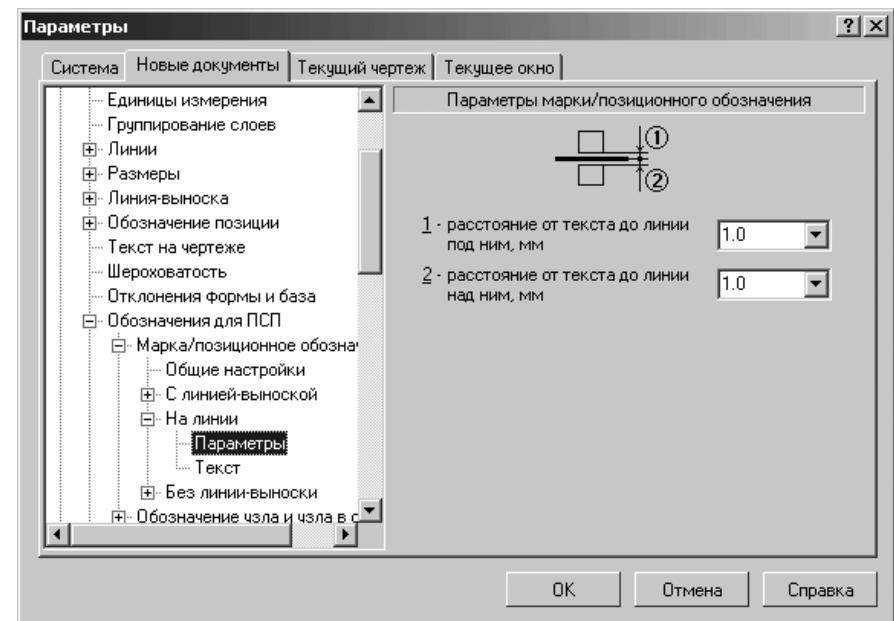 Параметры
Система Новые документы Текущий чертеж Текущее окно
Единицы измерения
Группирование слоев
Линии
Размеры
Линия-выноска
Обозначение позиции
Текст на чертеже
Шероховатость
Отклонения формы и база
Обозначения для ПСП
Марка/позиционное обозна
Общие настройки
С линией-выноской
На линии
Параметры
Текст
Без линии-выноски
Обозначение узла и узла в с
Параметры марки/позиционного обозначения
1
2
1 - расстояние от текста до линии
под ним, мм
1.0
2 - расстояние от текста до линии
над ним, мм
1.0
OK Отмена Справка